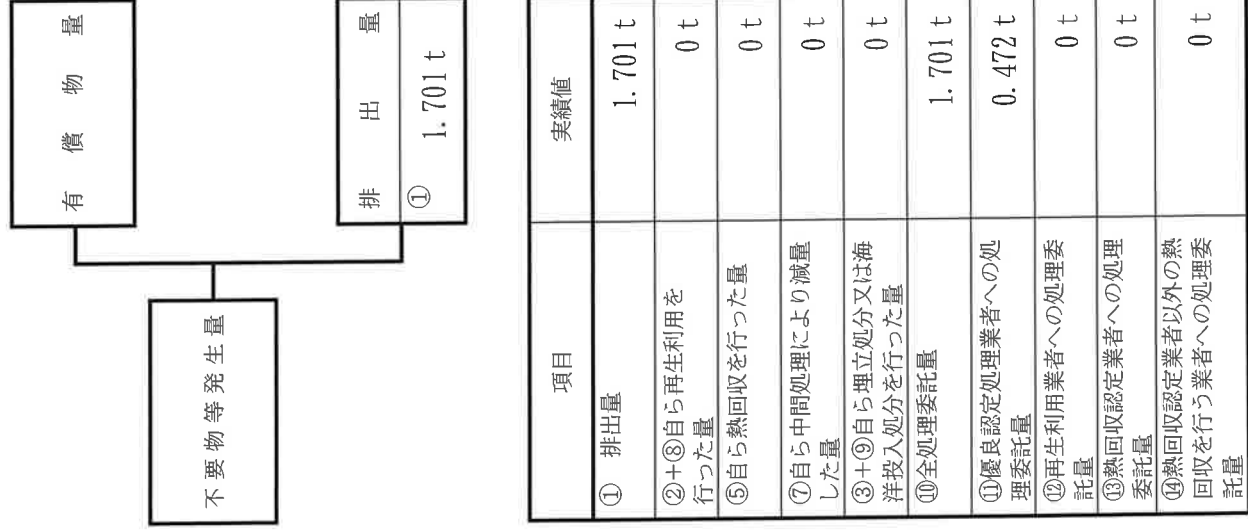 有償物量
不要物等発生量
排出量
① 1.701 t
項目 実績値
① 排出量 1.701 t
②+⑧自ら再生利用を
行った量 0 t
⑤自ら熱回収を行った量 0 t
⑦自ら中間処理により減量
した量 0 t
③+⑨自ら埋立処分又は海
洋投入処分を行った量 0 t
⑩全処理委託量 1.701 t
⑪優良認定処理業者への処
理委託量 0.472 t
⑫再生利用業者への処理委
託量 0 t
⑬熱回収認定業者への処理
委託量 0 t
⑭熱回収認定業者以外の熱
回収を行う業者への処理委
託量 0 t